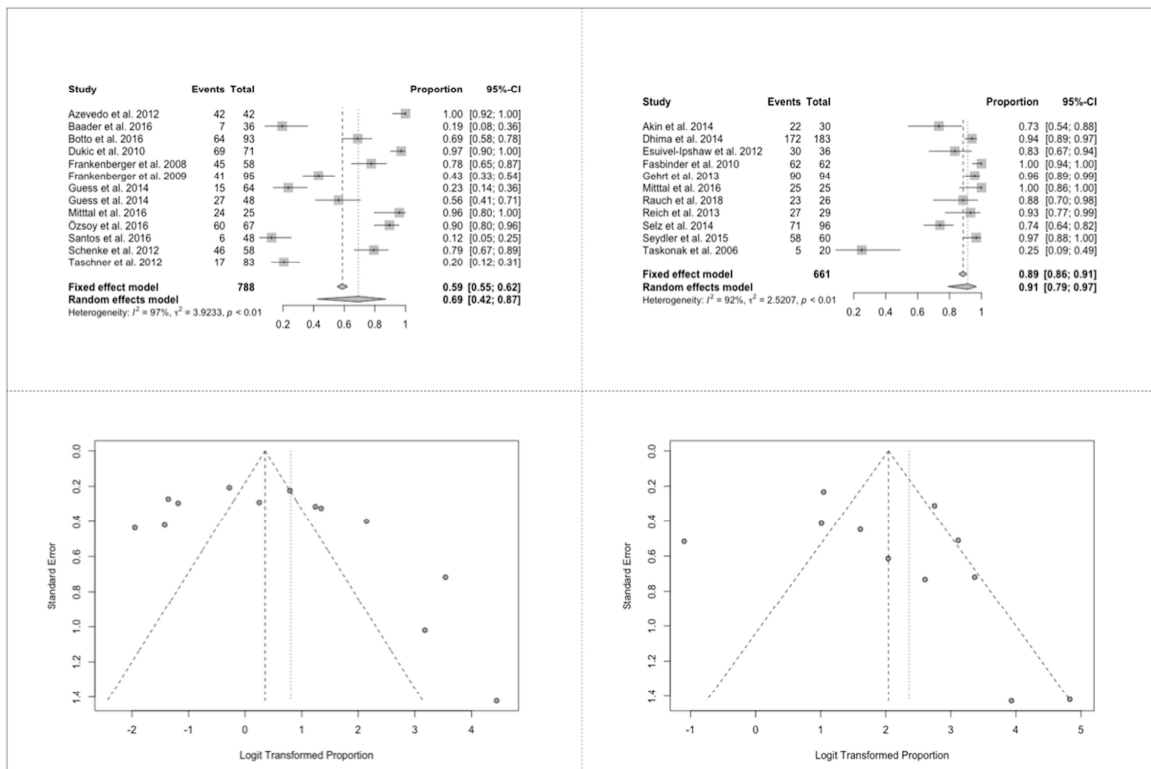 Study Events Total Proportion 95%-CI
Azevedo et al. 2012 42 42 1.00 [0.92; 1.00]
Baader et al. 2016 7 36 0.19 [0.08; 0.36]
Botto et al. 2016 64 93 0.69 [0.58; 0.78]
Dukic et al. 2010 69 71 0.97 [0.90; 1.00]
Frankenberger et al. 2008 45 58 0.78 [0.65; 0.87]
Frankenberger et al. 2009 41 95 0.43 [0.33; 0.54]
Guess et al. 2014 15 64 0.23 [0.14; 0.36]
Guess et al. 2014 27 48 0.56 [0.41; 0.71]
Mitttal et al. 2016 24 25 0.96 [0.80; 1.00]
Özsoy et al. 2016 60 67 0.90 [0.80; 0.96]
Santos et al. 2016 6 48 0.12 [0.05; 0.25]
Schenke et al. 2012 46 58 0.79 [0.67; 0.89]
Taschner et al. 2012 17 83 0.20 [0.12; 0.31]
Fixed effect model 788 0.59 [0.55; 0.62]
Random effects model 0.69 [0.42; 0.87]
Heterogeneity: I² = 97%, τ² = 3.9233, p < 0.01
0.2 0.4 0.6 0.8 1
Study Events Total Proportion 95%-CI
Akin et al. 2014 22 30 0.73 [0.54; 0.88]
Dhima et al. 2014 172 183 0.94 [0.89; 0.97]
Esuivel-Ipshaw et al. 2012 30 36 0.83 [0.67; 0.94]
Fasbinder et al. 2010 62 62 1.00 [0.94; 1.00]
Gehrt et al. 2013 90 94 0.96 [0.89; 0.99]
Mitttal et al. 2016 25 25 1.00 [0.86; 1.00]
Rauch et al. 2018 23 26 0.88 [0.70; 0.98]
Reich et al. 2013 27 29 0.93 [0.77; 0.99]
Selz et al. 2014 71 96 0.74 [0.64; 0.82]
Seydler et al. 2015 58 60 0.97 [0.88; 1.00]
Taskonak et al. 2006 5 20 0.25 [0.09; 0.49]
Fixed effect model 661 0.89 [0.86; 0.91]
Random effects model 0.91 [0.79; 0.97]
Heterogeneity: I² = 92%, τ² = 2.5207, p < 0.01
0.2 0.4 0.6 0.8 1
Standard Error
0.0
0.2
0.4
0.6
0.8
1.0
1.2
1.4
-2 -1 0 1 2 3 4
Logit Transformed Proportion
Standard Error
0.0
0.2
0.4
0.6
0.8
1.0
1.2
1.4
-1 0 1 2 3 4 5
Logit Transformed Proportion